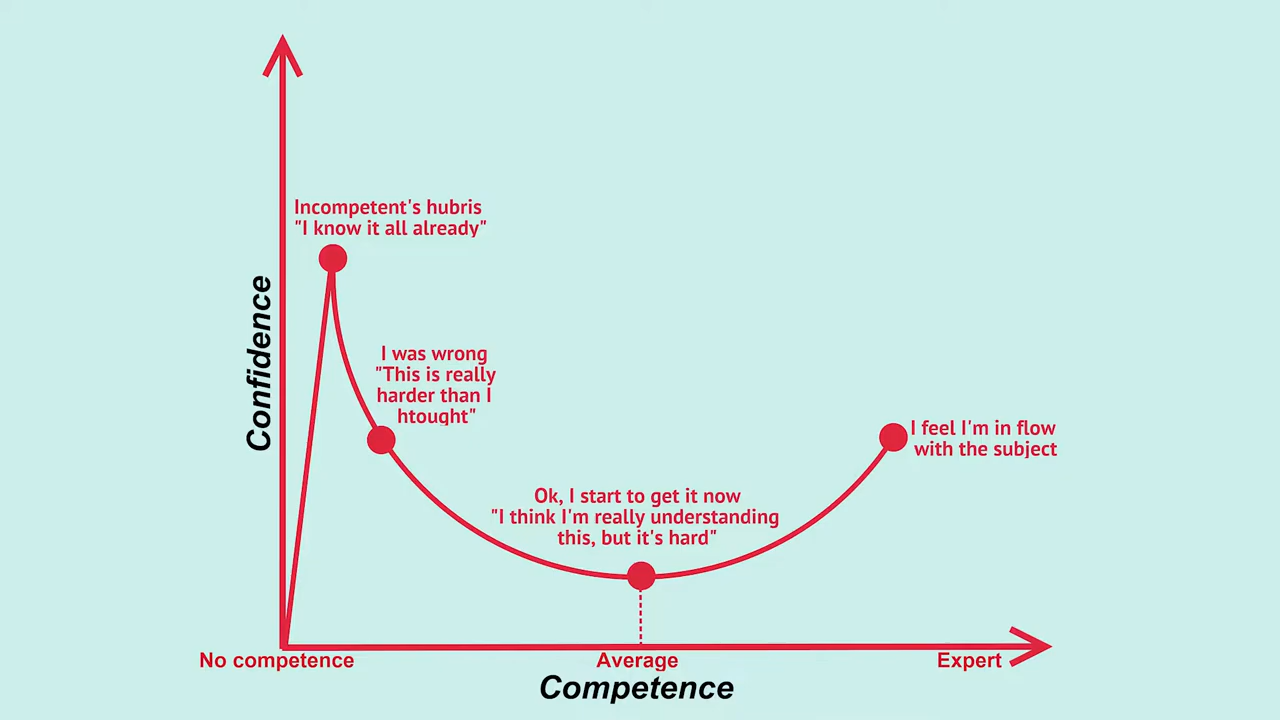 Incompetent's hubris
"I know it all already"
I was wrong
"This is really
harder than I
htought"
I feel I'm in flow
with the subject
Ok, I start to get it now
"I think I'm really understanding
this, but it's hard"
Confidence
No competence
Average
Expert
Competence